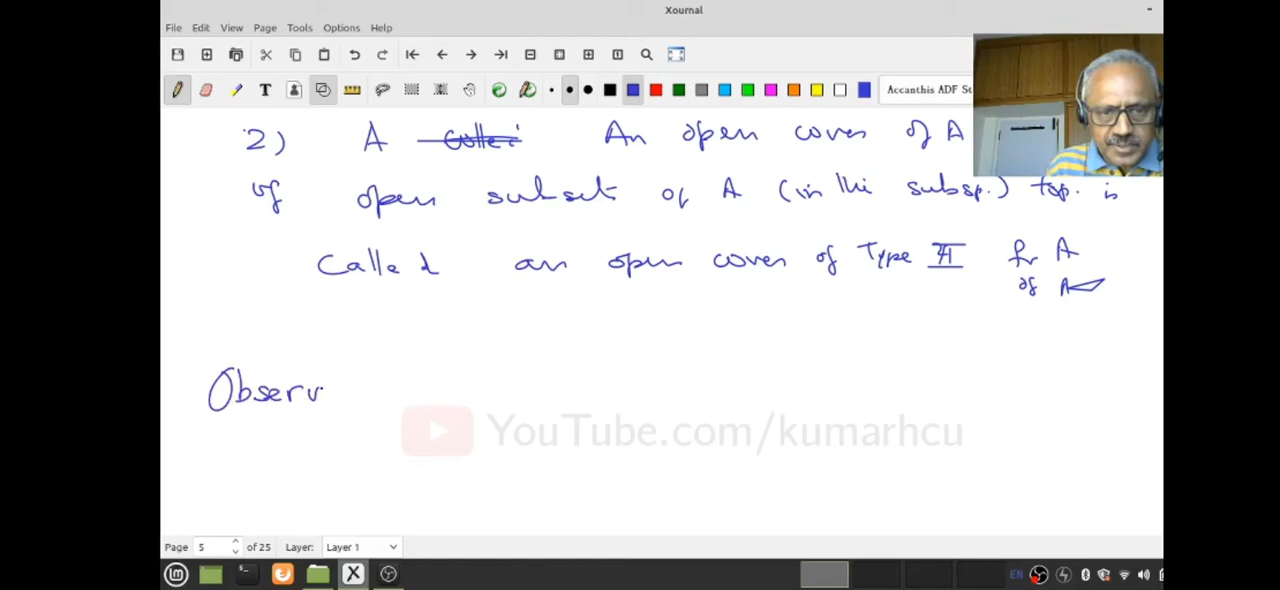 Xournal
File Edit View Page Tools Options Help
Accanthis ADF St
2) A An open cover of A
of open subset of A (in the subsp.) top. is
called an open cover of Type II for A
of A
Observ
YouTube.com/kumarhcu
Page 5 of 25 Layer: Layer 1
EN